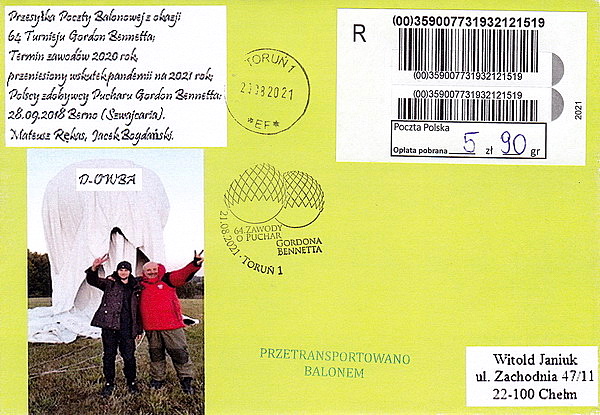 Przesyłka Poczty Balonowej z okazji
64 Turnieju Gordon Bennetta;
Termin zawodów 2020 rok,
przeniesiony wskutek pandemii na 2021 rok;
Polscy zdobywcy Pucharu Gordon Bennetta:
28.09.2018 Berno (Szwajcaria).
Mateusz Rękas, Jacek Bogdański.
TORUŃ 1
08 2021
*EF*
R
(00)359007731932121519
(00)359007731932121519
(00)359007731932121519
2021
Poczta Polska
Opłata pobrana 5 zł 90 gr
D-OWBA
64. ZAWODY
O PUCHAR
GORDONA
BENNETTA
21.08.2021 · TORUŃ 1
PRZETRANSPORTOWANO
BALONEM
Witold Janiuk
ul. Zachodnia 47/11
22-100 Chełm